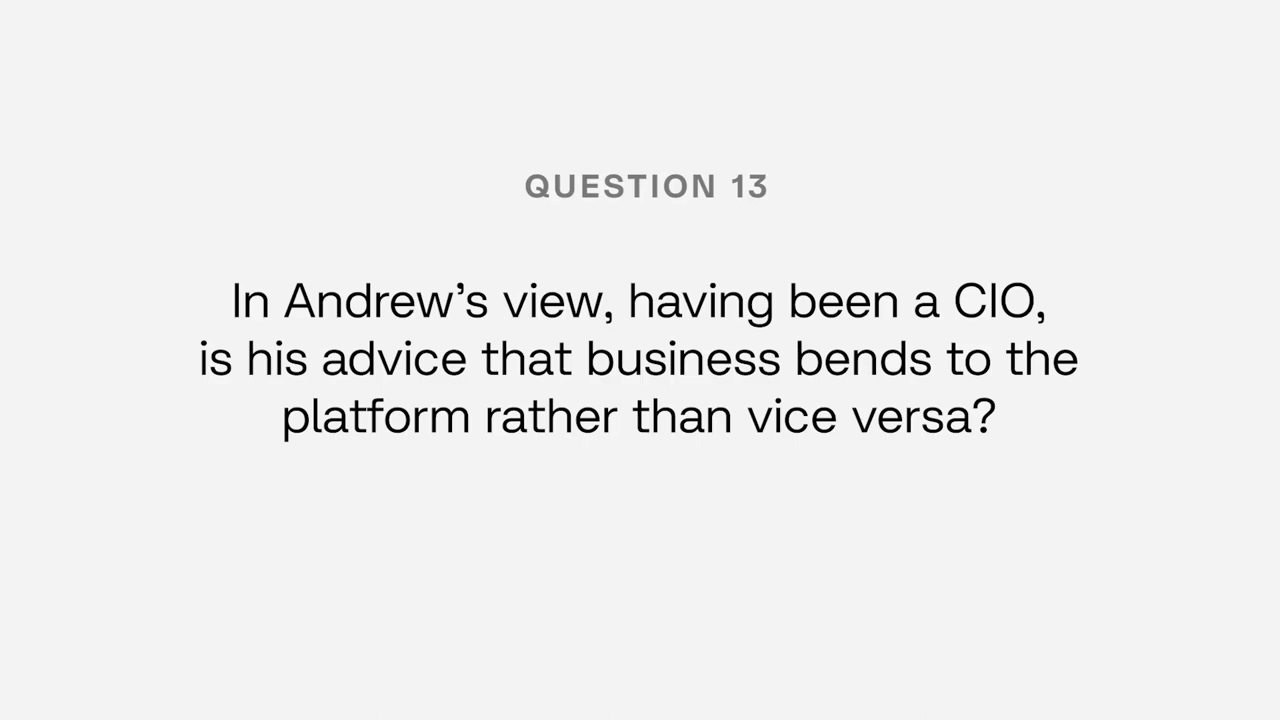 QUESTION 13
In Andrew’s view, having been a CIO,
is his advice that business bends to the
platform rather than vice versa?